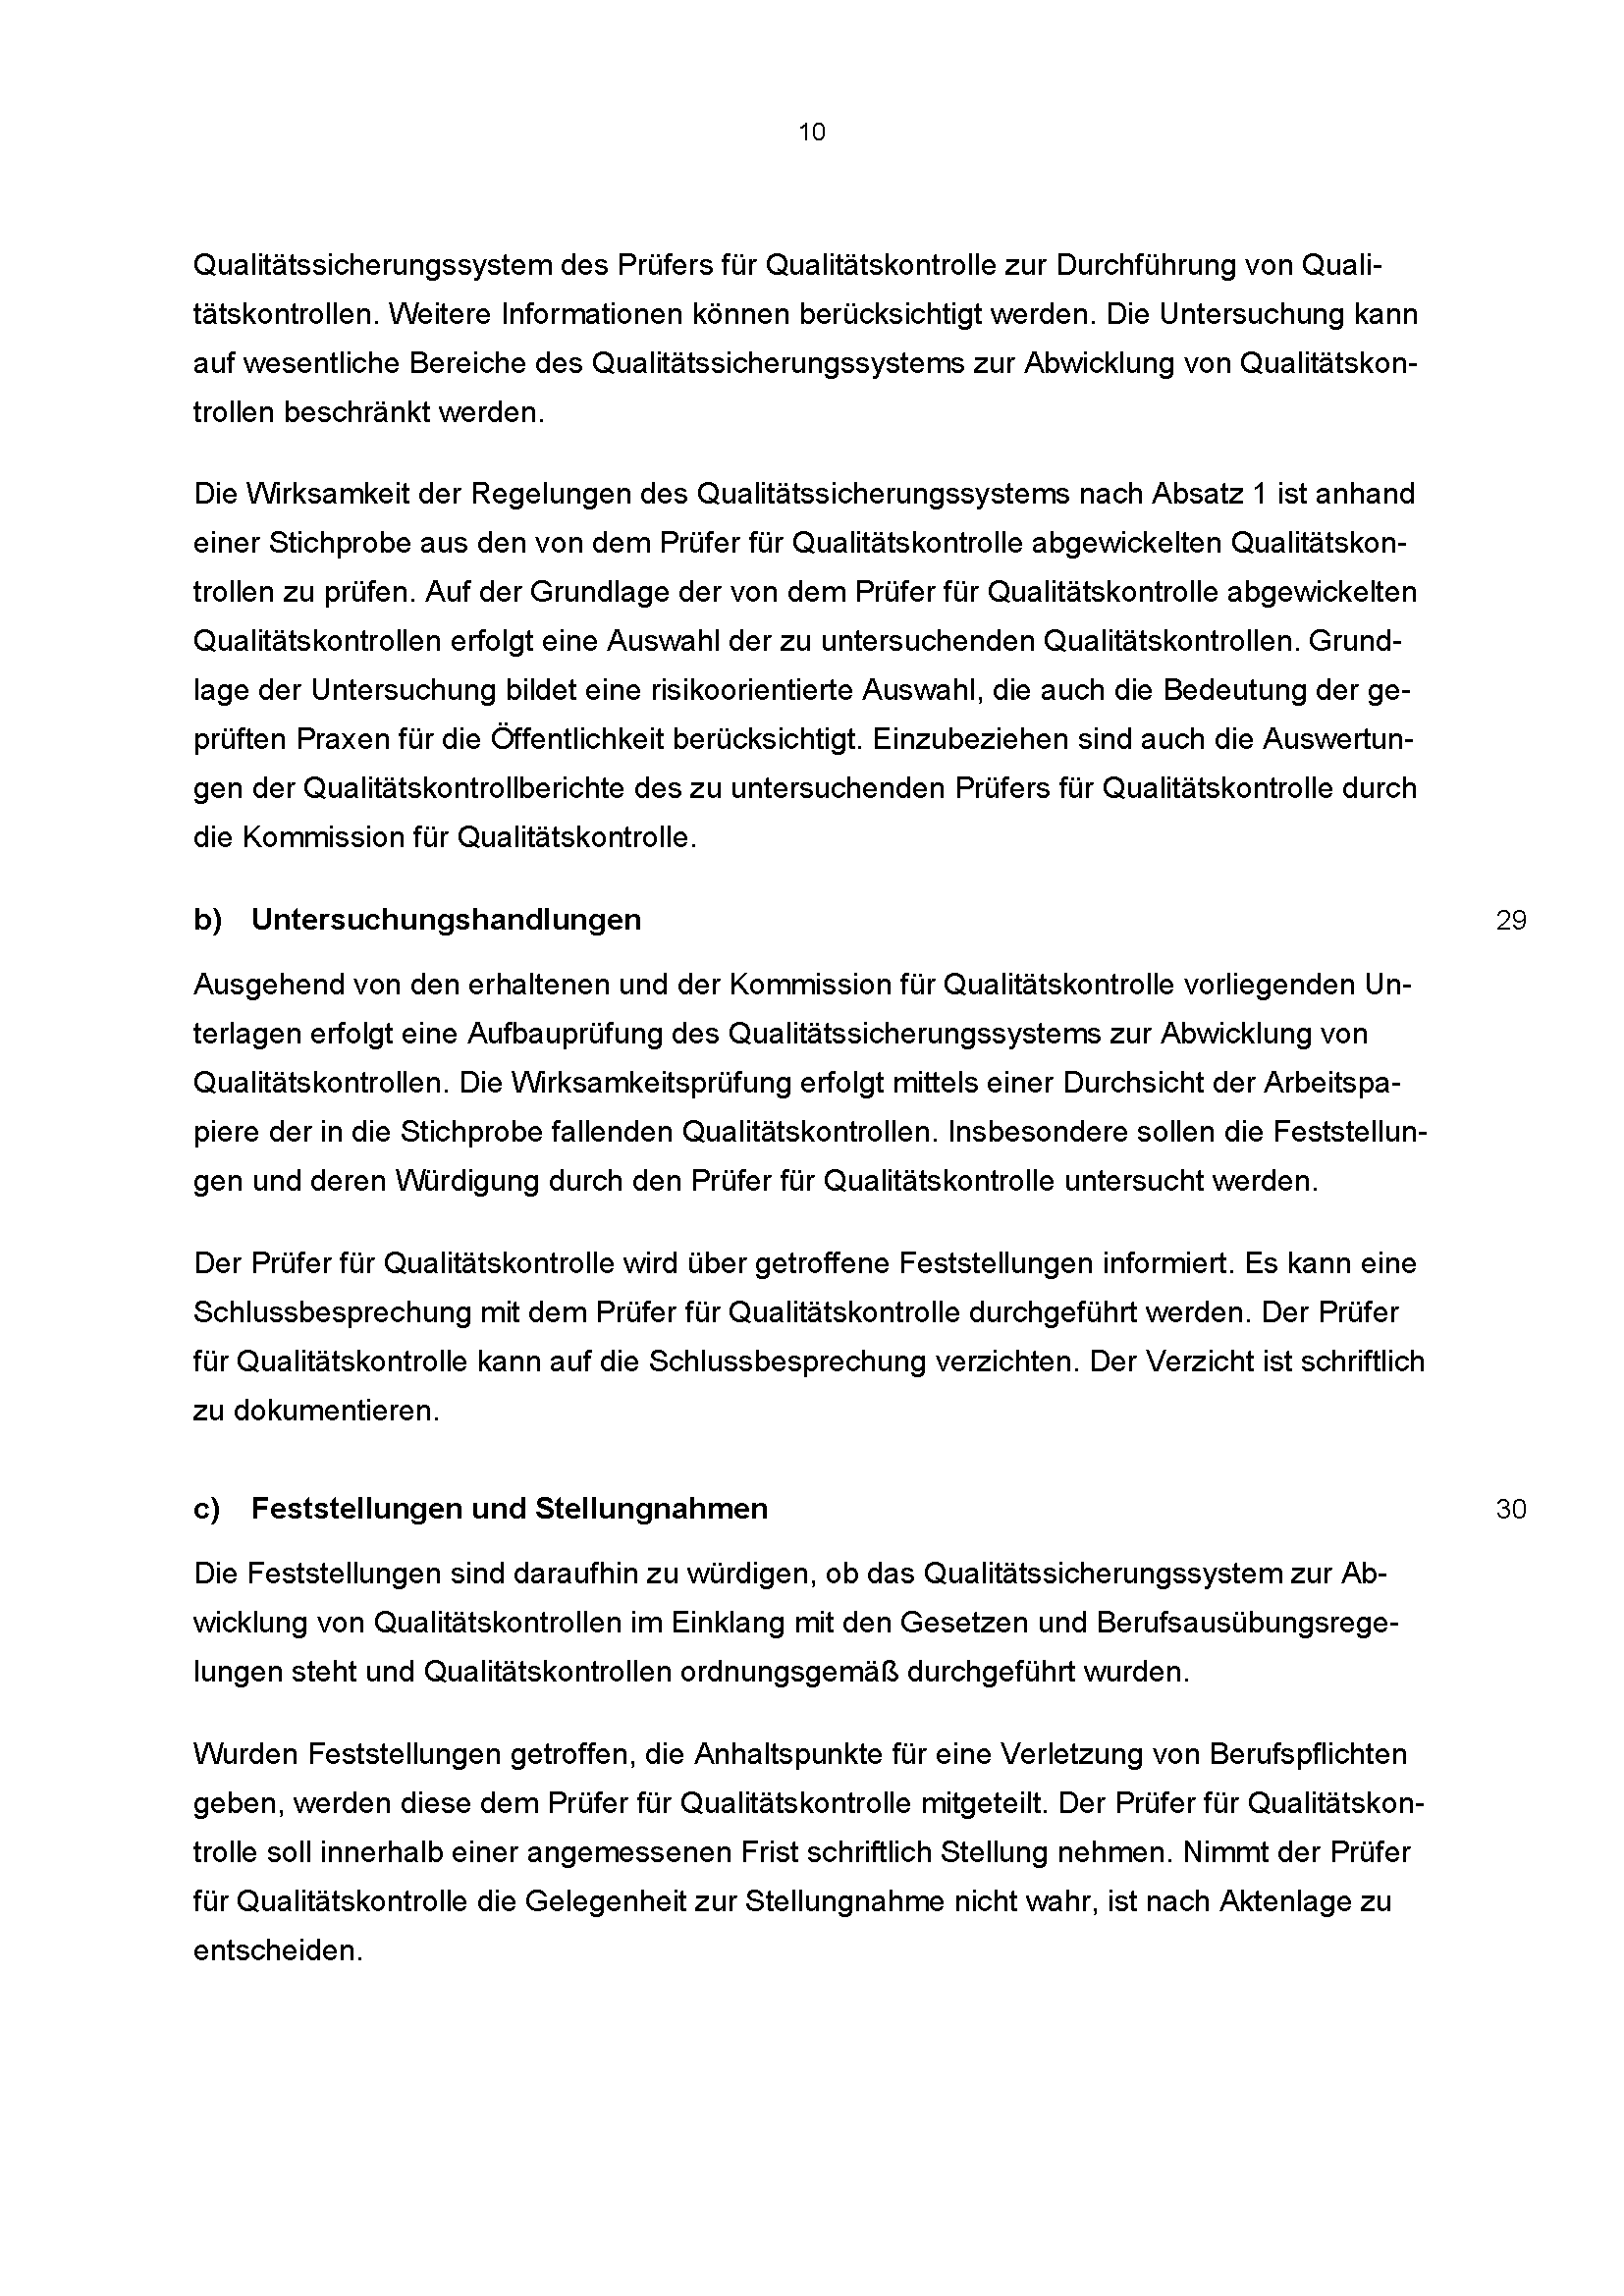 10
Qualitätssicherungssystem des Prüfers für Qualitätskontrolle zur Durchführung von Quali-
tätskontrollen. Weitere Informationen können berücksichtigt werden. Die Untersuchung kann
auf wesentliche Bereiche des Qualitätssicherungssystems zur Abwicklung von Qualitätskon-
trollen beschränkt werden.
Die Wirksamkeit der Regelungen des Qualitätssicherungssystems nach Absatz 1 ist anhand
einer Stichprobe aus den von dem Prüfer für Qualitätskontrolle abgewickelten Qualitätskon-
trollen zu prüfen. Auf der Grundlage der von dem Prüfer für Qualitätskontrolle abgewickelten
Qualitätskontrollen erfolgt eine Auswahl der zu untersuchenden Qualitätskontrollen. Grund-
lage der Untersuchung bildet eine risikoorientierte Auswahl, die auch die Bedeutung der ge-
prüften Praxen für die Öffentlichkeit berücksichtigt. Einzubeziehen sind auch die Auswertun-
gen der Qualitätskontrollberichte des zu untersuchenden Prüfers für Qualitätskontrolle durch
die Kommission für Qualitätskontrolle.
b) Untersuchungshandlungen 29
Ausgehend von den erhaltenen und der Kommission für Qualitätskontrolle vorliegenden Un-
terlagen erfolgt eine Aufbauprüfung des Qualitätssicherungssystems zur Abwicklung von
Qualitätskontrollen. Die Wirksamkeitsprüfung erfolgt mittels einer Durchsicht der Arbeitspa-
piere der in die Stichprobe fallenden Qualitätskontrollen. Insbesondere sollen die Feststellun-
gen und deren Würdigung durch den Prüfer für Qualitätskontrolle untersucht werden.
Der Prüfer für Qualitätskontrolle wird über getroffene Feststellungen informiert. Es kann eine
Schlussbesprechung mit dem Prüfer für Qualitätskontrolle durchgeführt werden. Der Prüfer
für Qualitätskontrolle kann auf die Schlussbesprechung verzichten. Der Verzicht ist schriftlich
zu dokumentieren.
c) Feststellungen und Stellungnahmen 30
Die Feststellungen sind daraufhin zu würdigen, ob das Qualitätssicherungssystem zur Ab-
wicklung von Qualitätskontrollen im Einklang mit den Gesetzen und Berufsausübungsrege-
lungen steht und Qualitätskontrollen ordnungsgemäß durchgeführt wurden.
Wurden Feststellungen getroffen, die Anhaltspunkte für eine Verletzung von Berufspflichten
geben, werden diese dem Prüfer für Qualitätskontrolle mitgeteilt. Der Prüfer für Qualitätskon-
trolle soll innerhalb einer angemessenen Frist schriftlich Stellung nehmen. Nimmt der Prüfer
für Qualitätskontrolle die Gelegenheit zur Stellungnahme nicht wahr, ist nach Aktenlage zu
entscheiden.